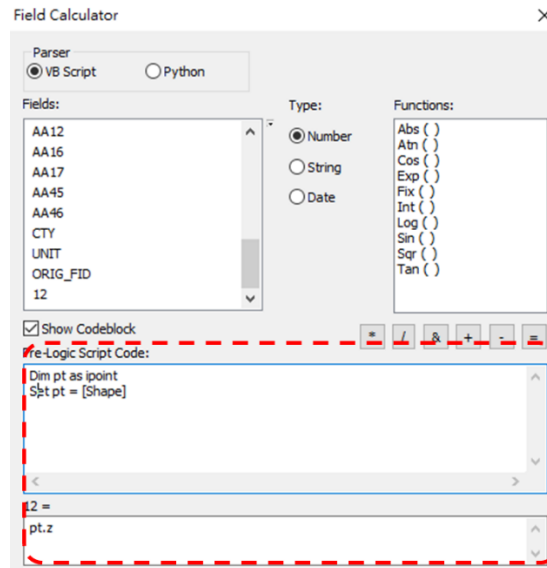 Field Calculator
Parser
VB Script Python
Fields: Type: Functions:
AA12
AA16
AA17
AA45
AA46
CTY
UNIT
ORIG_FID
12
Number
String
Date
Abs ( )
Atn ( )
Cos ( )
Exp ( )
Fix ( )
Int ( )
Log ( )
Sin ( )
Sqr ( )
Tan ( )
Show Codeblock
* / & + - =
Pre-Logic Script Code:
Dim pt as ipoint
Set pt = [Shape]
12 =
pt.z